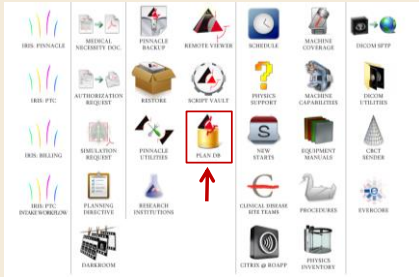 IRIS: PINNACLE
MEDICAL
NECESSITY DOC.
PINNACLE
BACKUP
REMOTE VIEWER
SCHEDULE
MACHINE
COVERAGE
DICOM SFTP
IRIS: PTC
AUTHORIZATION
REQUEST
RESTORE
SCRIPT VAULT
PHYSICS
SUPPORT
MACHINE
CAPABILITIES
DICOM
UTILITIES
IRIS: BILLING
SIMULATION
REQUEST
PINNACLE
UTILITIES
PLAN DB
S
NEW
STARTS
EQUIPMENT
MANUALS
CBCT
SENDER
IRIS: PTC
INTAKE WORKFLOW
PLANNING
DIRECTIVE
RESEARCH
INSTITUTIONS
CLINICAL DISEASE
SITE TEAMS
PROCEDURES
EVERCORE
DARKROOM
CITRIX @ ROAPP
PHYSICS
INVENTORY